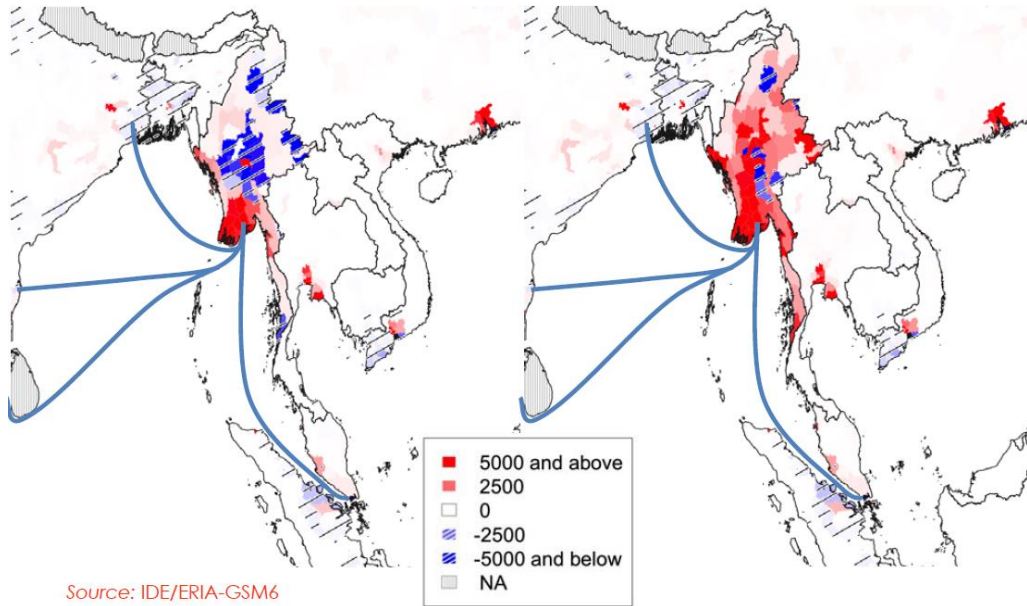 5000 and above
2500
0
-2500
-5000 and below
NA
Source: IDE/ERIA-GSM6